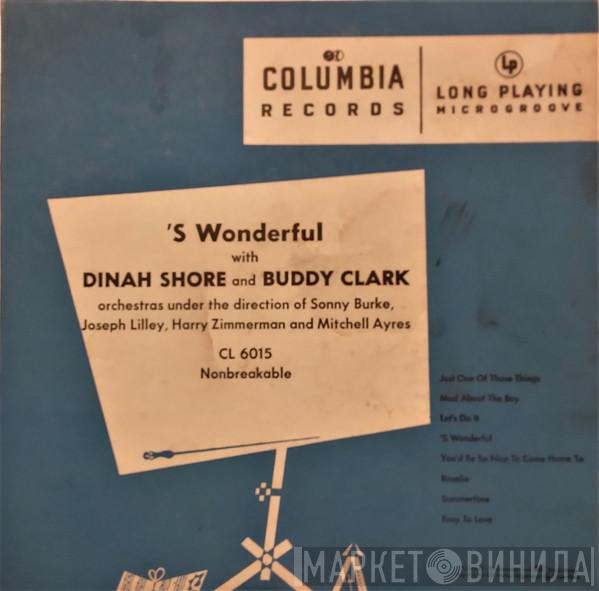 COLUMBIA
RECORDS
Lp
LONG PLAYING
MICROGROOVE
'S Wonderful
with
DINAH SHORE and BUDDY CLARK
orchestras under the direction of Sonny Burke,
Joseph Lilley, Harry Zimmerman and Mitchell Ayres
CL 6015
Nonbreakable
Just One Of Those Things
Mad About The Boy
Let's Do It
'S Wonderful
You'd Be So Nice To Come Home To
Rosalie
Summertime
Easy To Love
МАРКЕТ ВИНИЛА